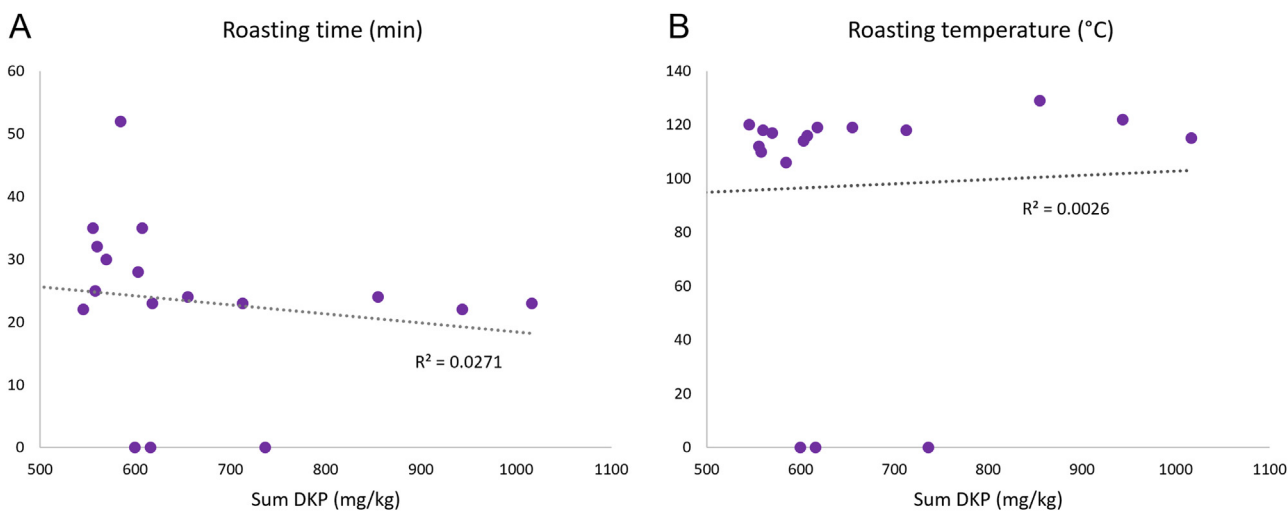 A
Roasting time (min)
60
50
40
30
20
10
0
R² = 0.0271
500 600 700 800 900 1000 1100
Sum DKP (mg/kg)
B
Roasting temperature (°C)
140
120
100
80
60
40
20
0
R² = 0.0026
500 600 700 800 900 1000 1100
Sum DKP (mg/kg)